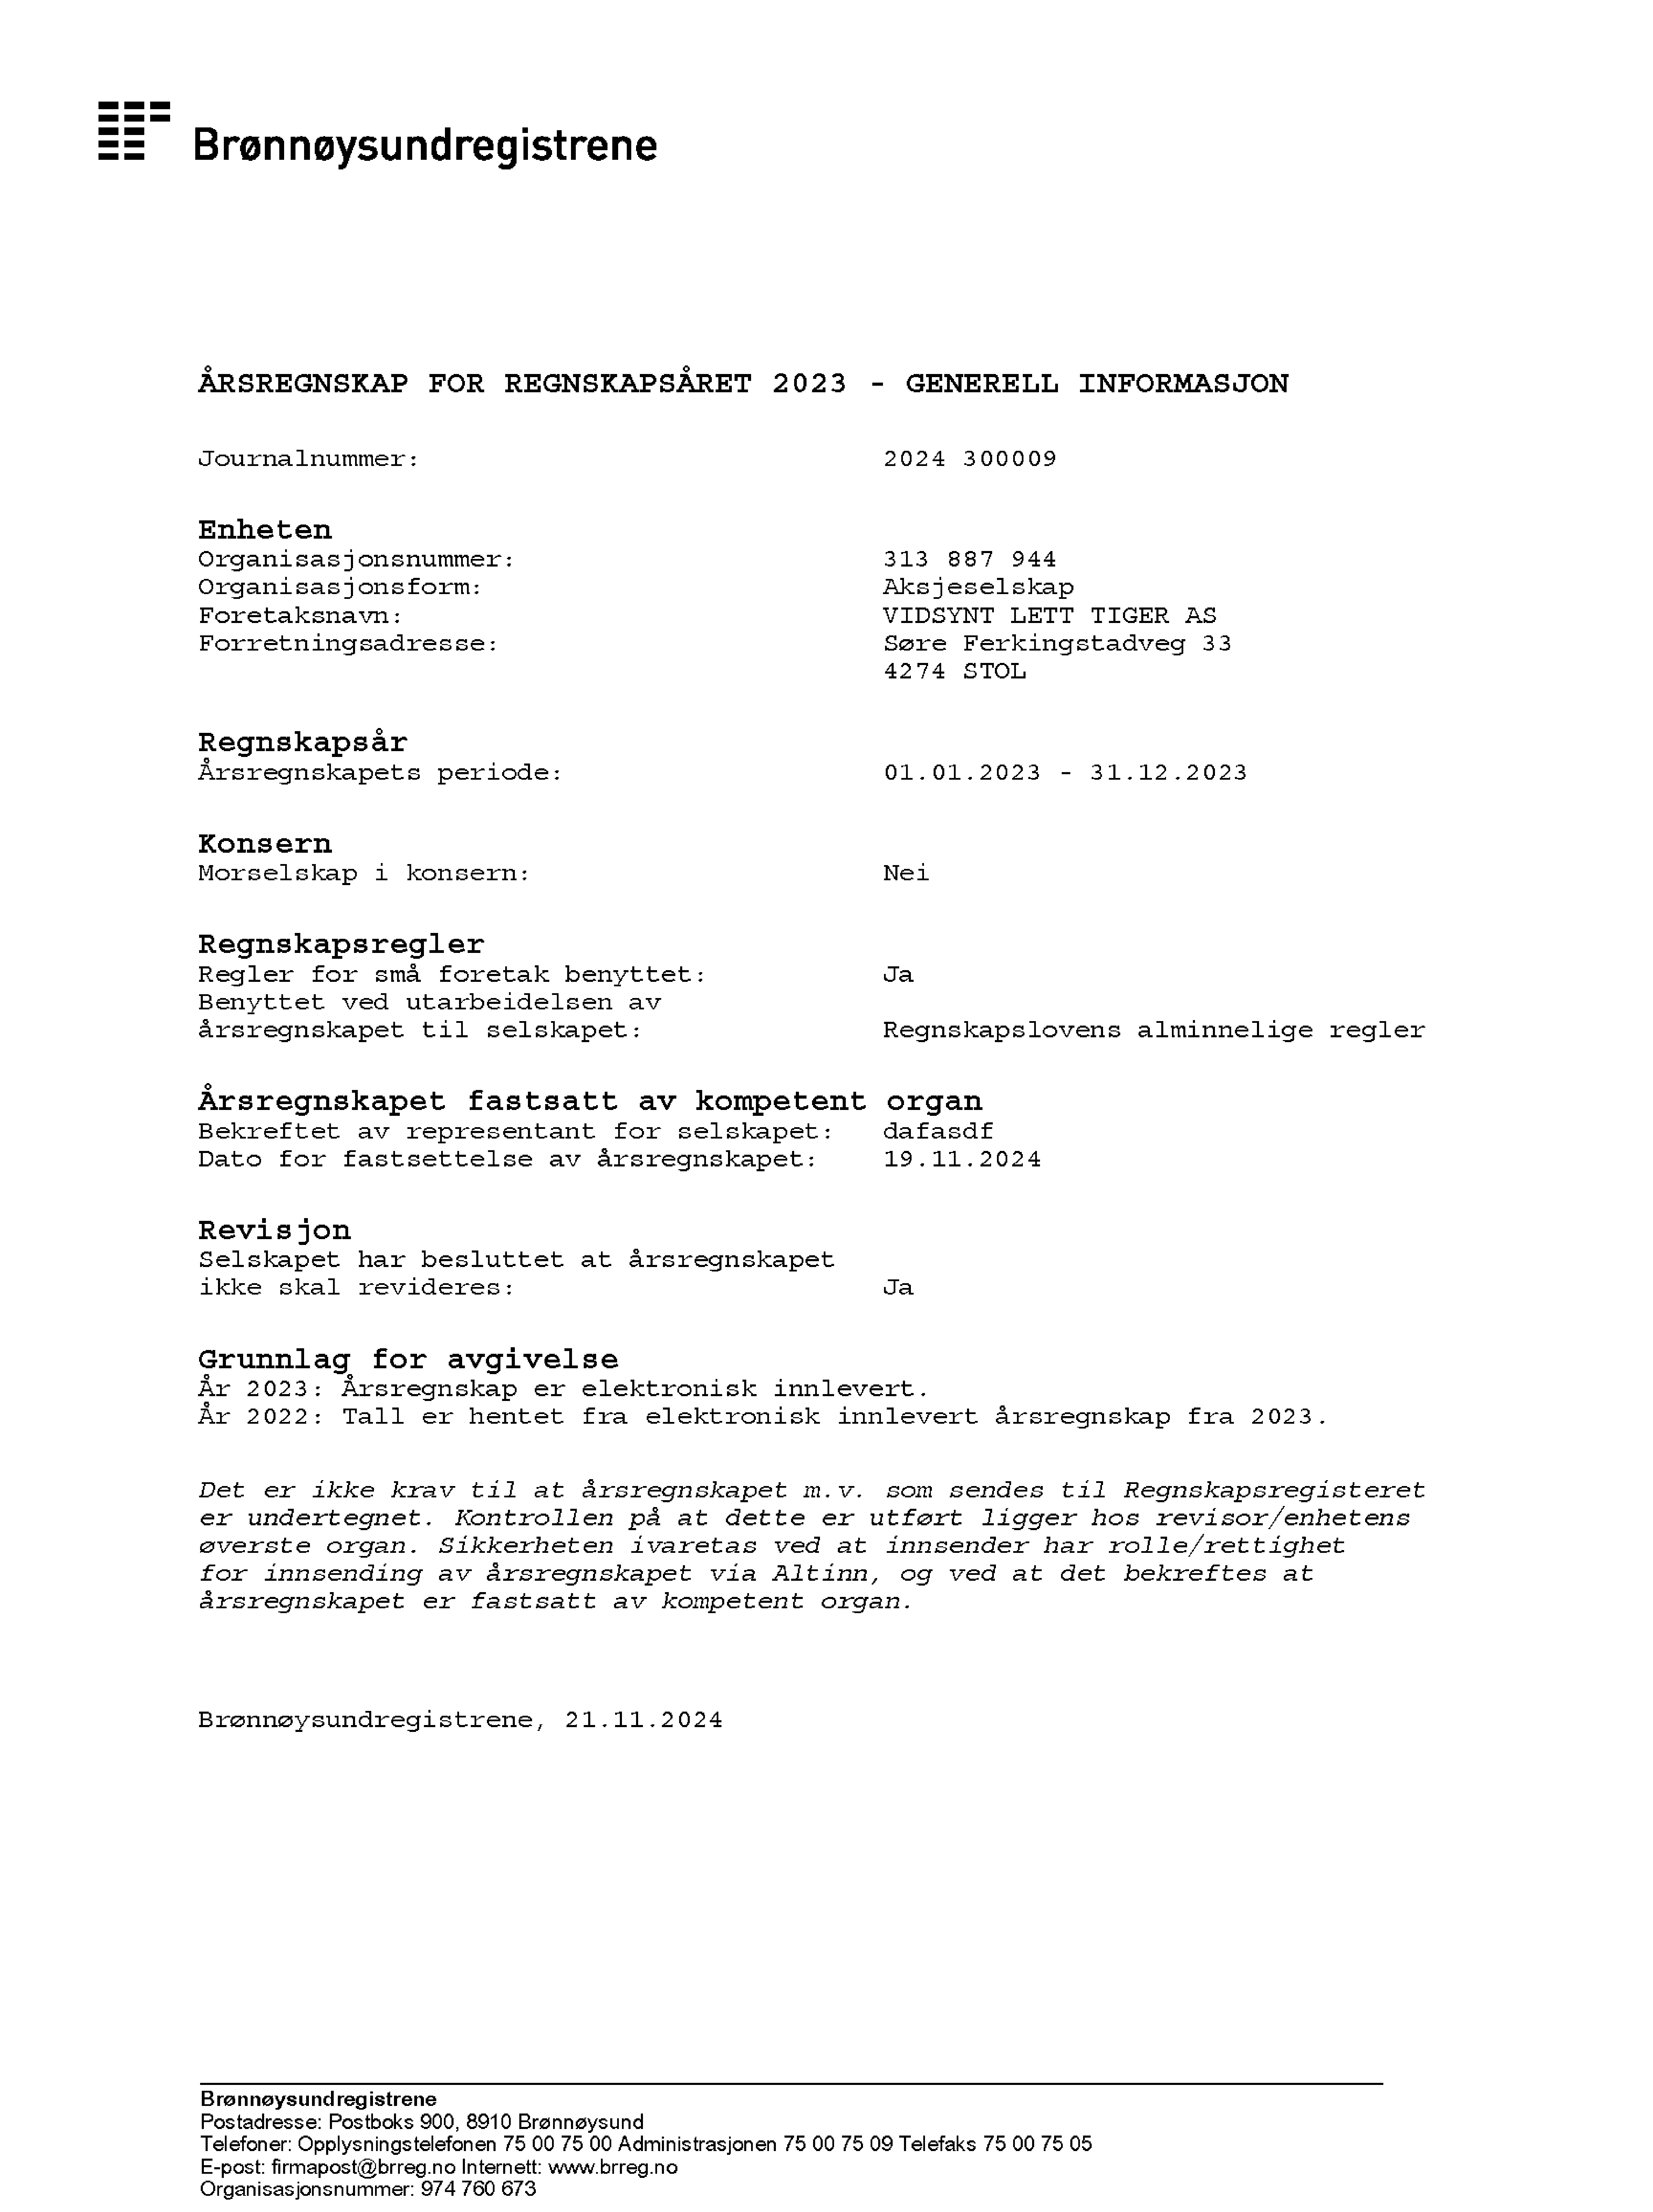 Brønnøysundregistrene
ÅRSREGNSKAP FOR REGNSKAPSÅRET 2023 - GENERELL INFORMASJON
Journalnummer: 2024 300009
Enheten
Organisasjonsnummer: 313 887 944
Organisasjonsform: Aksjeselskap
Foretaksnavn: VIDSYNT LETT TIGER AS
Forretningsadresse: Søre Ferkingstadveg 33
4274 STOL
Regnskapsår
Årsregnskapets periode: 01.01.2023 - 31.12.2023
Konsern
Morselskap i konsern: Nei
Regnskapsregler
Regler for små foretak benyttet: Ja
Benyttet ved utarbeidelsen av
årsregnskapet til selskapet: Regnskapslovens alminnelige regler
Årsregnskapet fastsatt av kompetent organ
Bekreftet av representant for selskapet: dafasdf
Dato for fastsettelse av årsregnskapet: 19.11.2024
Revisjon
Selskapet har besluttet at årsregnskapet
ikke skal revideres: Ja
Grunnlag for avgivelse
År 2023: Årsregnskap er elektronisk innlevert.
År 2022: Tall er hentet fra elektronisk innlevert årsregnskap fra 2023.
Det er ikke krav til at årsregnskapet m.v. som sendes til Regnskapsregisteret
er undertegnet. Kontrollen på at dette er utført ligger hos revisor/enhetens
øverste organ. Sikkerheten ivaretas ved at innsender har rolle/rettighet
for innsending av årsregnskapet via Altinn, og ved at det bekreftes at
årsregnskapet er fastsatt av kompetent organ.
Brønnøysundregistrene, 21.11.2024
Brønnøysundregistrene
Postadresse: Postboks 900, 8910 Brønnøysund
Telefoner: Opplysningstelefonen 75 00 75 00 Administrasjonen 75 00 75 09 Telefaks 75 00 75 05
E-post: firmapost@brreg.no Internett: www.brreg.no
Organisasjonsnummer: 974 760 673